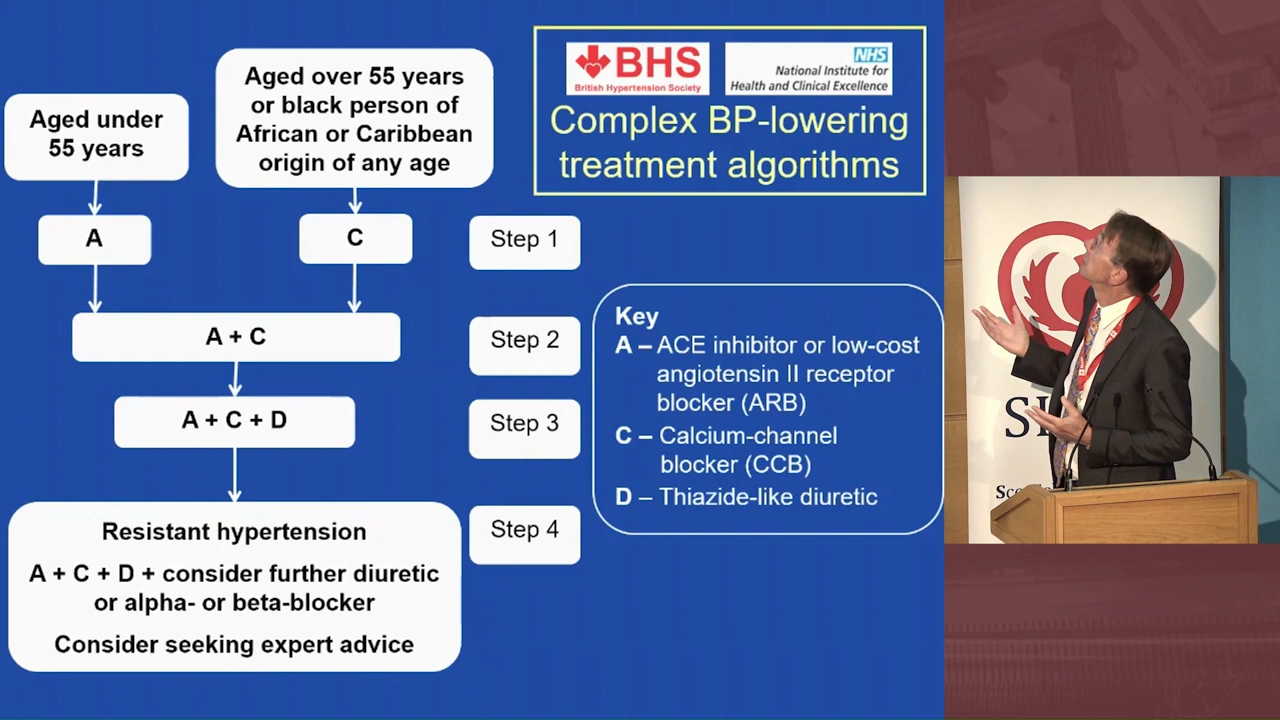 Aged under
55 years
Aged over 55 years
or black person of
African or Caribbean
origin of any age
BHS
British Hypertension Society
NHS
National Institute for
Health and Clinical Excellence
Complex BP-lowering
treatment algorithms
A
C
Step 1
A + C
Step 2
A + C + D
Step 3
Resistant hypertension
A + C + D + consider further diuretic
or alpha- or beta-blocker
Consider seeking expert advice
Step 4
Key
A – ACE inhibitor or low-cost
angiotensin II receptor
blocker (ARB)
C – Calcium-channel
blocker (CCB)
D – Thiazide-like diuretic